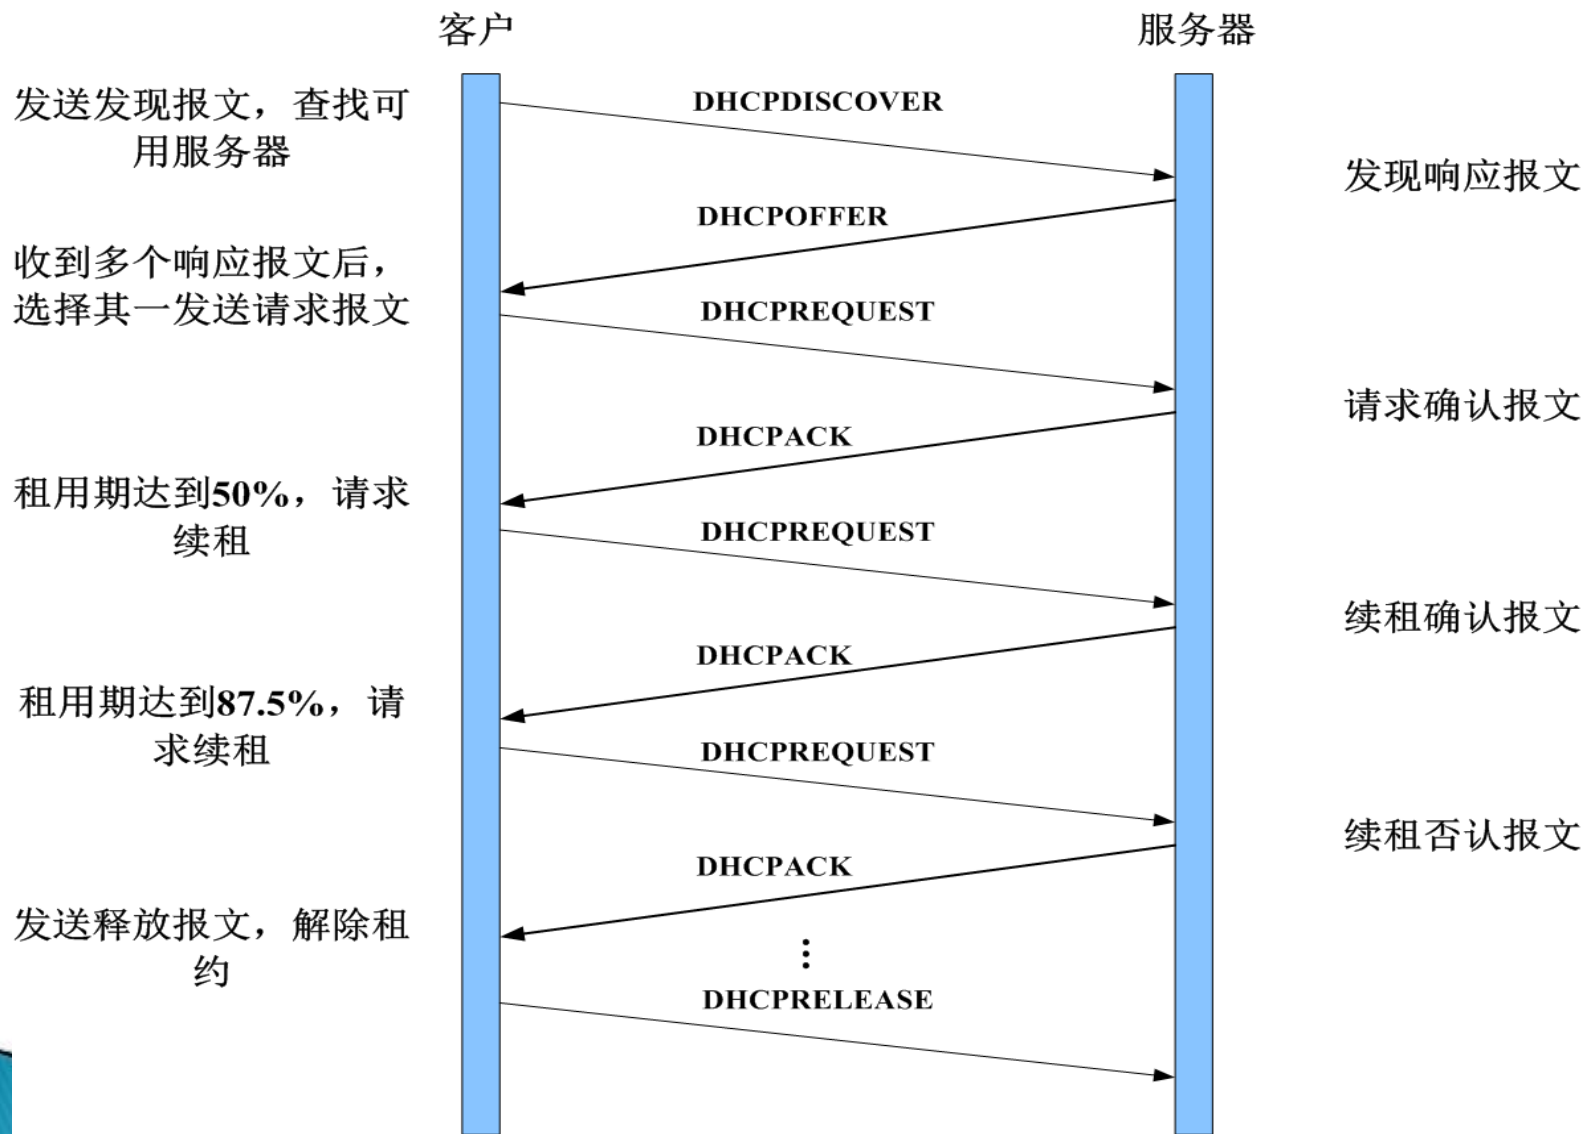 客户
服务器
发送发现报文，查找可
用服务器
DHCPDISCOVER
发现响应报文
DHCPOFFER
收到多个响应报文后，
选择其一发送请求报文
DHCPREQUEST
请求确认报文
DHCPACK
租用期达到50%，请求
续租
DHCPREQUEST
续租确认报文
DHCPACK
租用期达到87.5%，请
求续租
DHCPREQUEST
续租否认报文
DHCPACK
发送释放报文，解除租
约
DHCPRELEASE